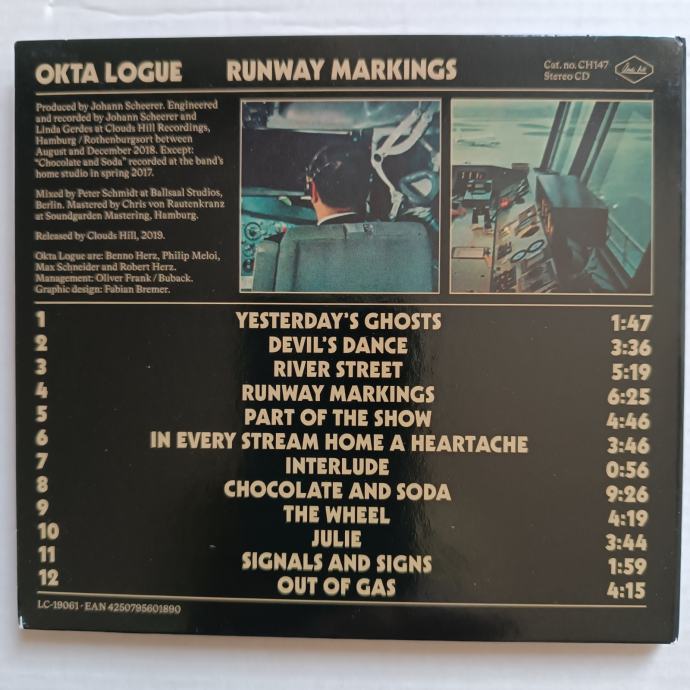 OKTA LOGUE RUNWAY MARKINGS Cat. no. CH147
Stereo CD
Produced by Johann Scheerer. Engineered
and recorded by Johann Scheerer and
Linda Gerdes at Clouds Hill Recordings,
Hamburg / Rothenburgsort between
August and December 2018. Except:
"Chocolate and Soda" recorded at the band's
home studio in spring 2017.
Mixed by Peter Schmidt at Ballsaal Studios,
Berlin. Mastered by Chris von Rautenkranz
at Soundgarden Mastering, Hamburg.
Released by Clouds Hill, 2019.
Okta Logue are: Benno Herz, Philip Meloi,
Max Schneider and Robert Herz.
Management: Oliver Frank / Buback.
Graphic design: Fabian Bremer.
1 YESTERDAY'S GHOSTS 1:47
2 DEVIL'S DANCE 3:36
3 RIVER STREET 5:19
4 RUNWAY MARKINGS 6:25
5 PART OF THE SHOW 4:46
6 IN EVERY STREAM HOME A HEARTACHE 3:46
7 INTERLUDE 0:56
8 CHOCOLATE AND SODA 9:26
9 THE WHEEL 4:19
10 JULIE 3:44
11 SIGNALS AND SIGNS 1:59
12 OUT OF GAS 4:15
LC-19061 · EAN 4250795601890